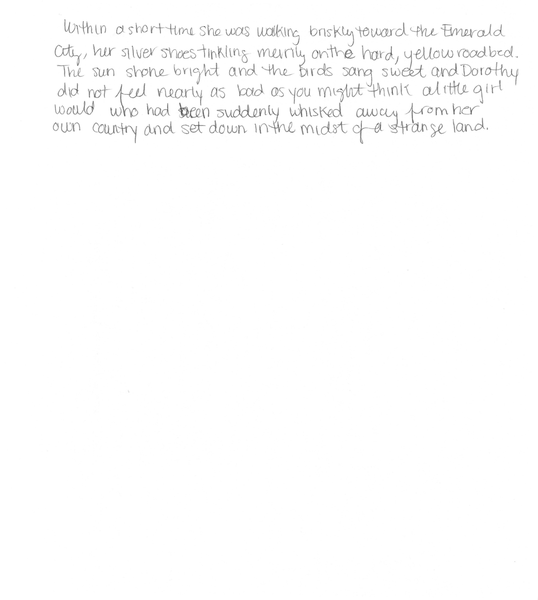 Within a short time she was walking briskly toward the Emerald
City, her silver shoes tinkling merrily on the hard, yellow roadbed.
The sun shone bright and the birds sang sweet and Dorothy
did not feel nearly as bad as you might think a little girl
would who had been suddenly whisked away from her
own country and set down in the midst of a strange land.